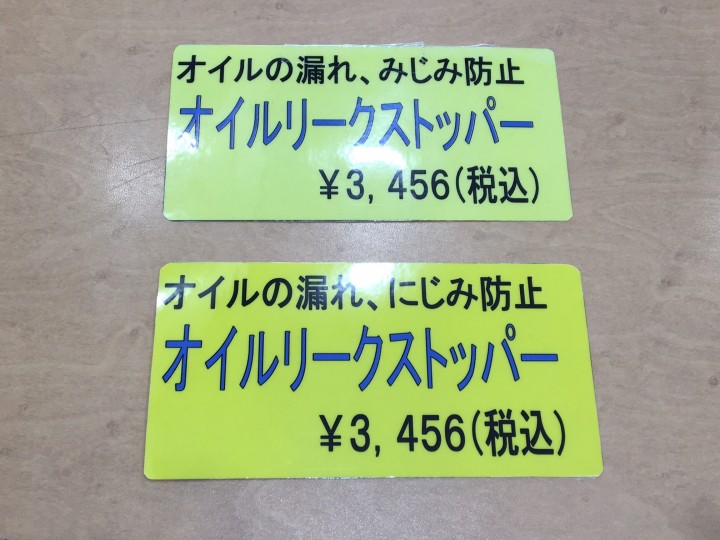 オイルの漏れ、みじみ防止
オイルリークストッパー
￥3,456(税込)
オイルの漏れ、にじみ防止
オイルリークストッパー
￥3,456(税込)